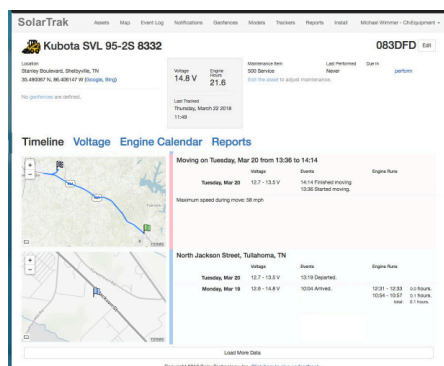 SolarTrak Assets Map Event Log Notifications Geofences Models Trackers Reports Install Michael Wimmer - ChiEquipment
Kubota SVL 95-2S 8332 083DFD Edit
Location
Stanley Boulevard, Shelbyville, TN
35.490067 N, 86.408147 W (Google, Bing)
No geofences are defined.
Voltage Engine Hours
14.8 V 21.6
Last Tracked
Thursday, March 22 2018
11:49
Maintenance Item Last Performed Due In
500 Service Never perform
Edit the asset to adjust maintenance.
Timeline Voltage Engine Calendar Reports
Moving on Tuesday, Mar 20 from 13:36 to 14:14
Voltage Events Engine Runs
Tuesday, Mar 20 12.7 - 13.5 V 14:14 Finished moving
13:36 Started moving.
Maximum speed during move: 58 mph
North Jackson Street, Tullahoma, TN
Voltage Events Engine Runs
Tuesday, Mar 20 12.7 - 13.5 V 13:19 Departed.
Monday, Mar 19 12.6 - 14.8 V 10:04 Arrived. 12:31 - 12:33 0.0 hours.
10:54 - 10:57 0.1 hours.
total: 0.1 hours.
Load More Data